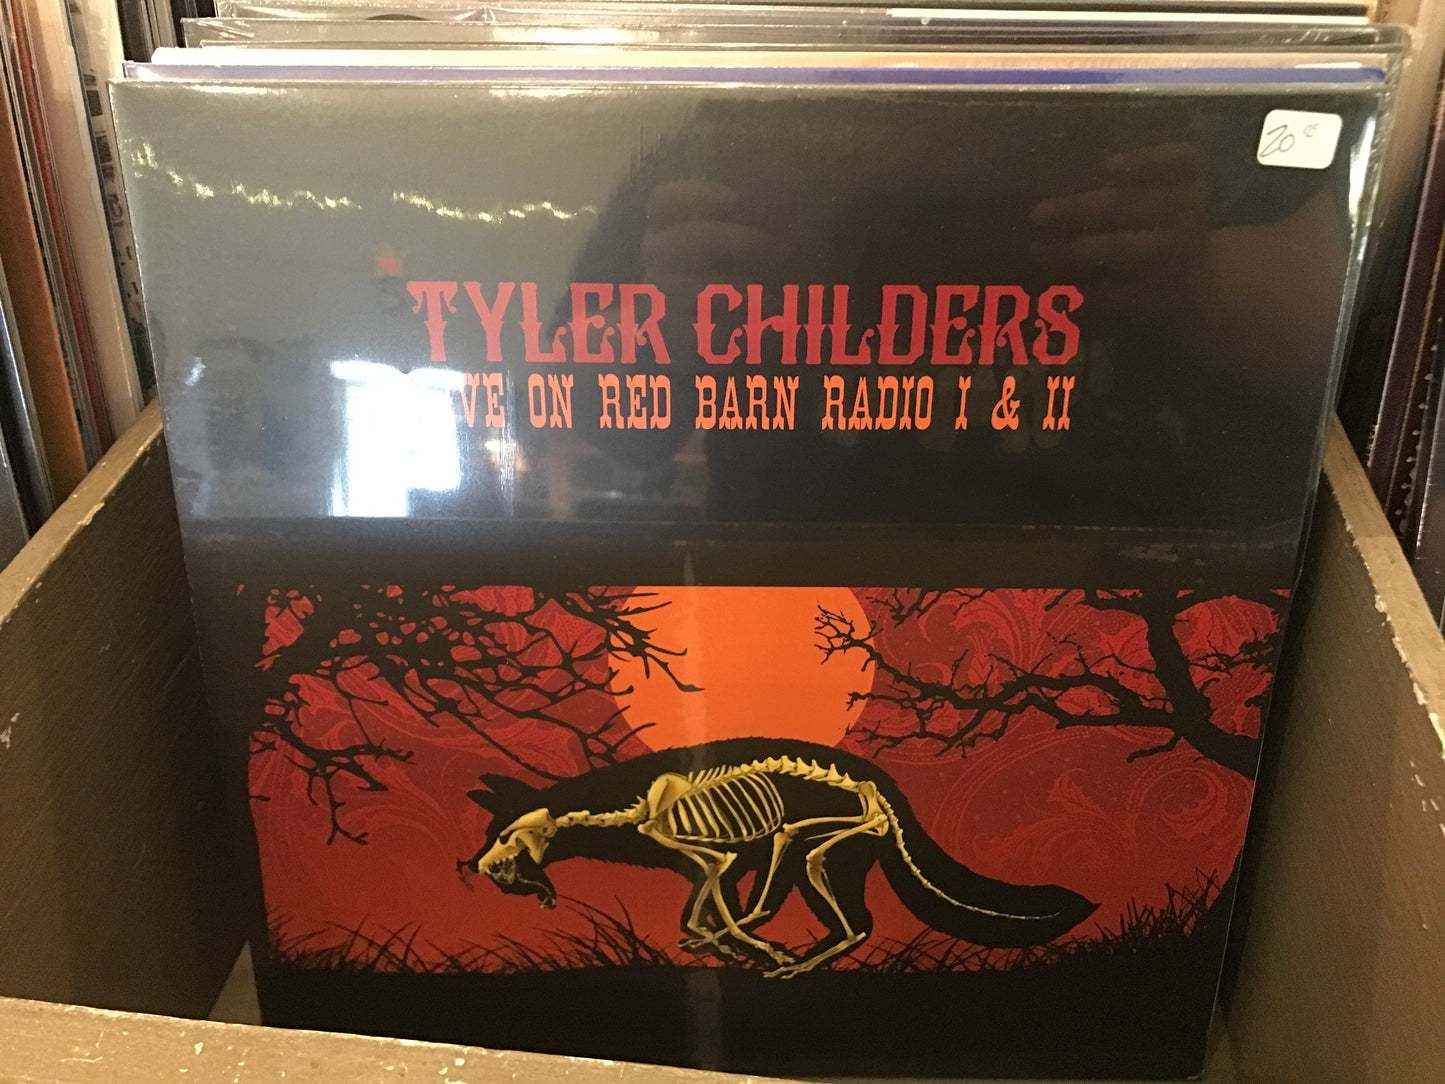 20
TYLER CHILDERS
VE ON RED BARN RADIO I & II